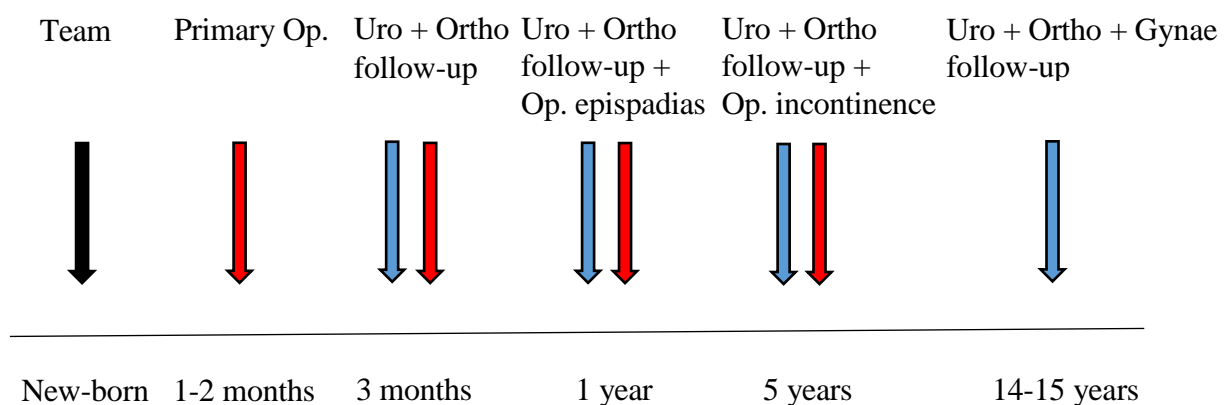 Team
Primary Op.
Uro + Ortho
follow-up
Uro + Ortho
follow-up +
Op. epispadias
Uro + Ortho
follow-up +
Op. incontinence
Uro + Ortho + Gynae
follow-up
New-born
1-2 months
3 months
1 year
5 years
14-15 years